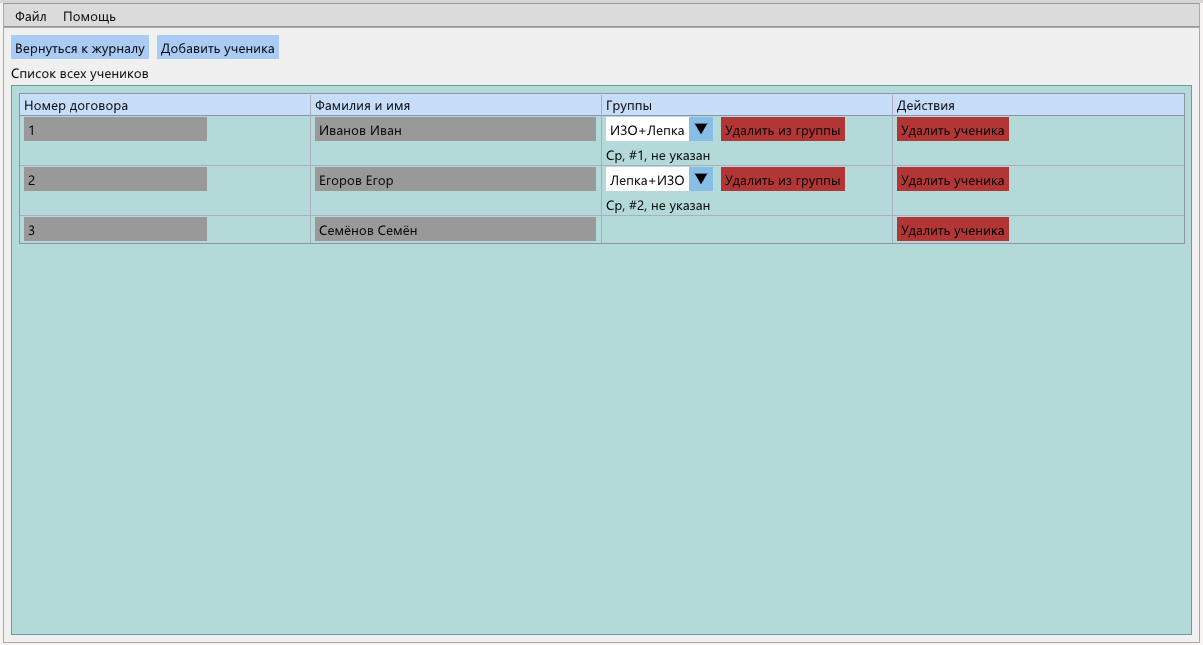 Файл Помощь
Вернуться к журналу Добавить ученика
Список всех учеников
Номер договора Фамилия и имя Группы Действия
1 Иванов Иван ИЗО+Лепка Удалить из группы Удалить ученика
Ср, #1, не указан
2 Егоров Егор Лепка+ИЗО Удалить из группы Удалить ученика
Ср, #2, не указан
3 Семёнов Семён Удалить ученика